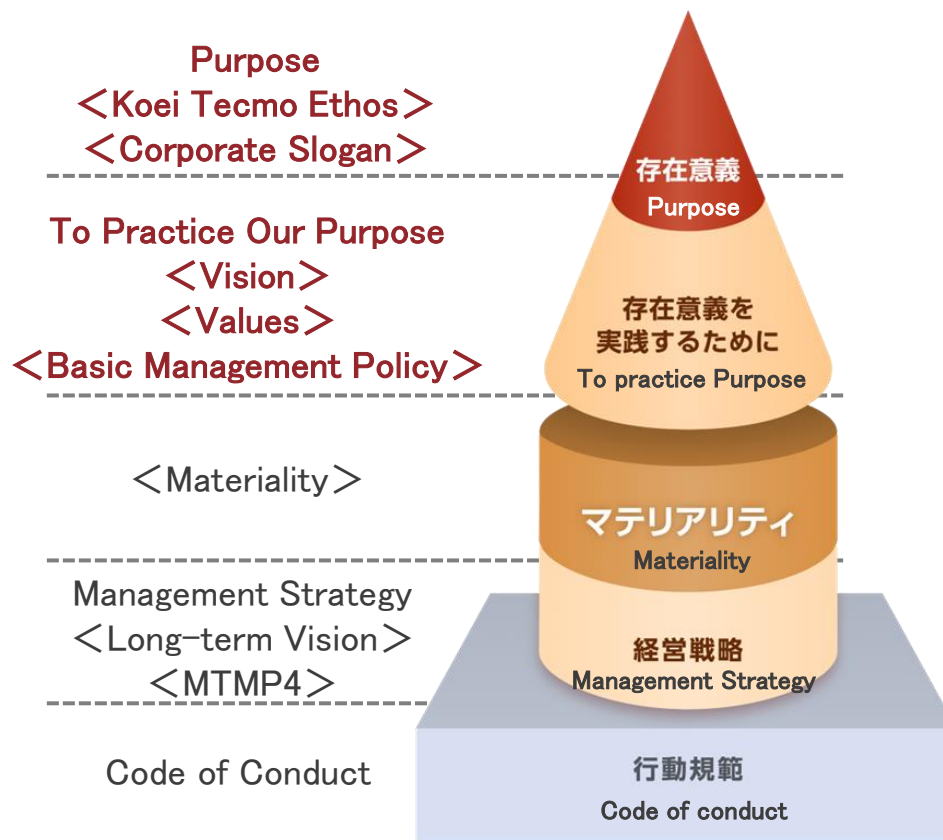 Purpose
＜Koei Tecmo Ethos＞
＜Corporate Slogan＞
存在意義
Purpose
To Practice Our Purpose
＜Vision＞
＜Values＞
＜Basic Management Policy＞
存在意義を
実践するために
To practice Purpose
＜Materiality＞
マテリアリティ
Materiality
Management Strategy
＜Long-term Vision＞
＜MTMP4＞
経営戦略
Management Strategy
Code of Conduct
行動規範
Code of conduct